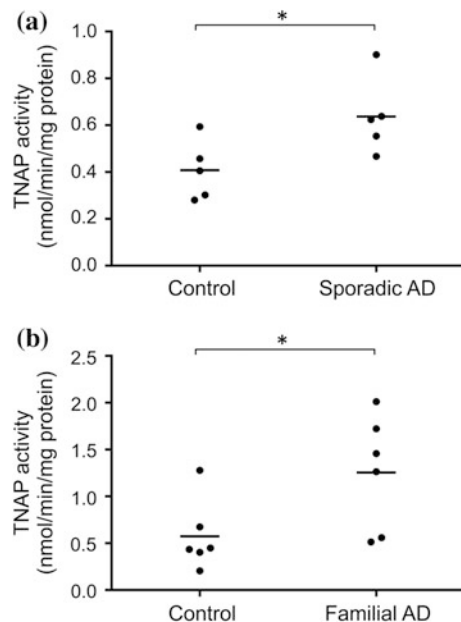 (a)
*
TNAP activity
(nmol/min/mg protein)
1.0
0.8
0.6
0.4
0.2
0.0
Control Sporadic AD
(b)
*
TNAP activity
(nmol/min/mg protein)
2.5
2.0
1.5
1.0
0.5
0.0
Control Familial AD